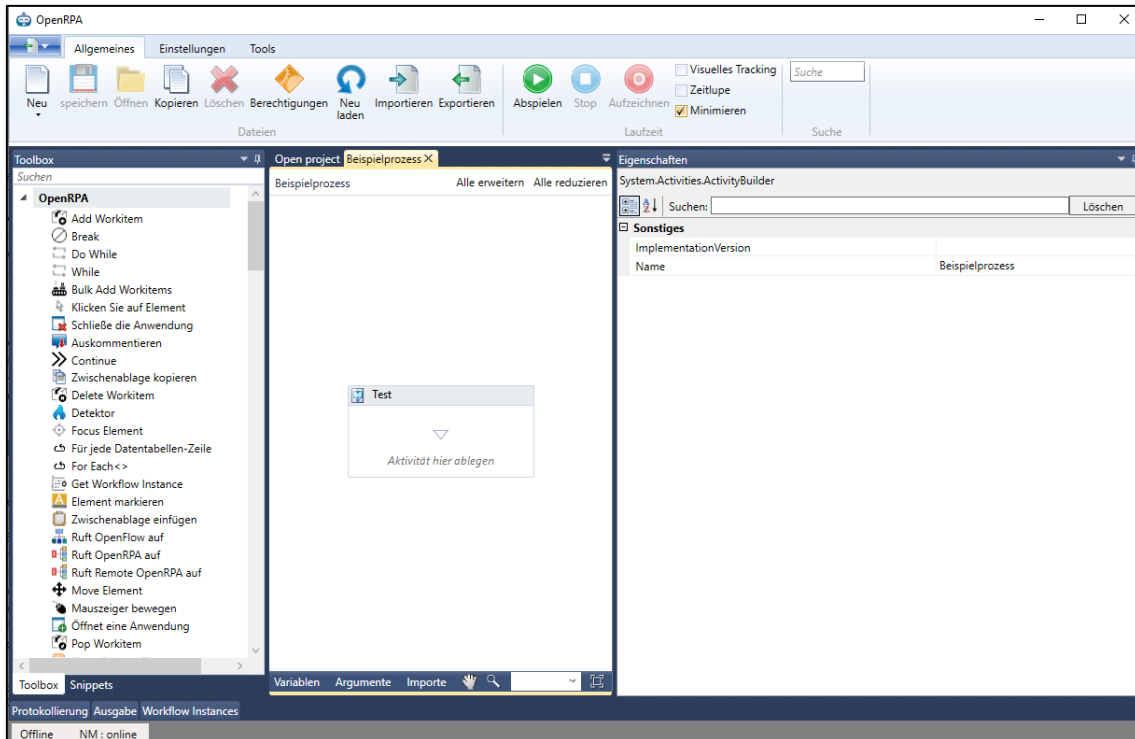 OpenRPA
Allgemeines Einstellungen Tools
Neu speichern Öffnen Kopieren Löschen Berechtigungen Neu laden Importieren Exportieren Abspielen Stop Aufzeichnen
Visuelles Tracking
Zeitlupe
Minimieren
Suche
Dateien Laufzeit Suche
Toolbox
Suchen
OpenRPA
Add Workitem
Break
Do While
While
Bulk Add Workitems
Klicken Sie auf Element
Schließe die Anwendung
Auskommentieren
Continue
Zwischenablage kopieren
Delete Workitem
Detektor
Focus Element
Für jede Datentabellen-Zeile
For Each<>
Get Workflow Instance
Element markieren
Zwischenablage einfügen
Ruft OpenFlow auf
Ruft OpenRPA auf
Ruft Remote OpenRPA auf
Move Element
Mauszeiger bewegen
Öffnet eine Anwendung
Pop Workitem
Toolbox Snippets
Open project Beispielprozess
Beispielprozess Alle erweitern Alle reduzieren
Test
Aktivität hier ablegen
Variablen Argumente Importe
Eigenschaften
System.Activities.ActivityBuilder
Suchen: Löschen
Sonstiges
ImplementationVersion
Name Beispielprozess
Protokollierung Ausgabe Workflow Instances
Offline NM : online